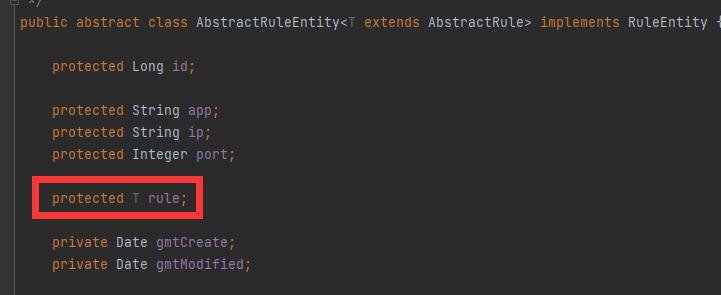 */
public abstract class AbstractRuleEntity<T extends AbstractRule> implements RuleEntity {
protected Long id;
protected String app;
protected String ip;
protected Integer port;
protected T rule;
private Date gmtCreate;
private Date gmtModified;